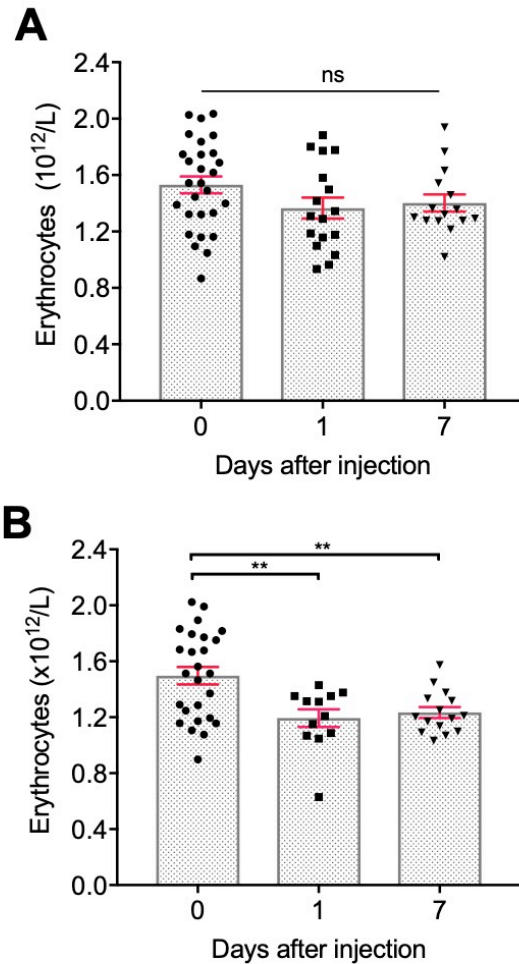 A
2.4
ns
2.0
1.6
1.2
0.8
0.4
0.0
Erythrocytes (10¹²/L)
0 1 7
Days after injection
B
2.4
**
**
2.0
1.6
1.2
0.8
0.4
0.0
Erythrocytes (x10¹²/L)
0 1 7
Days after injection